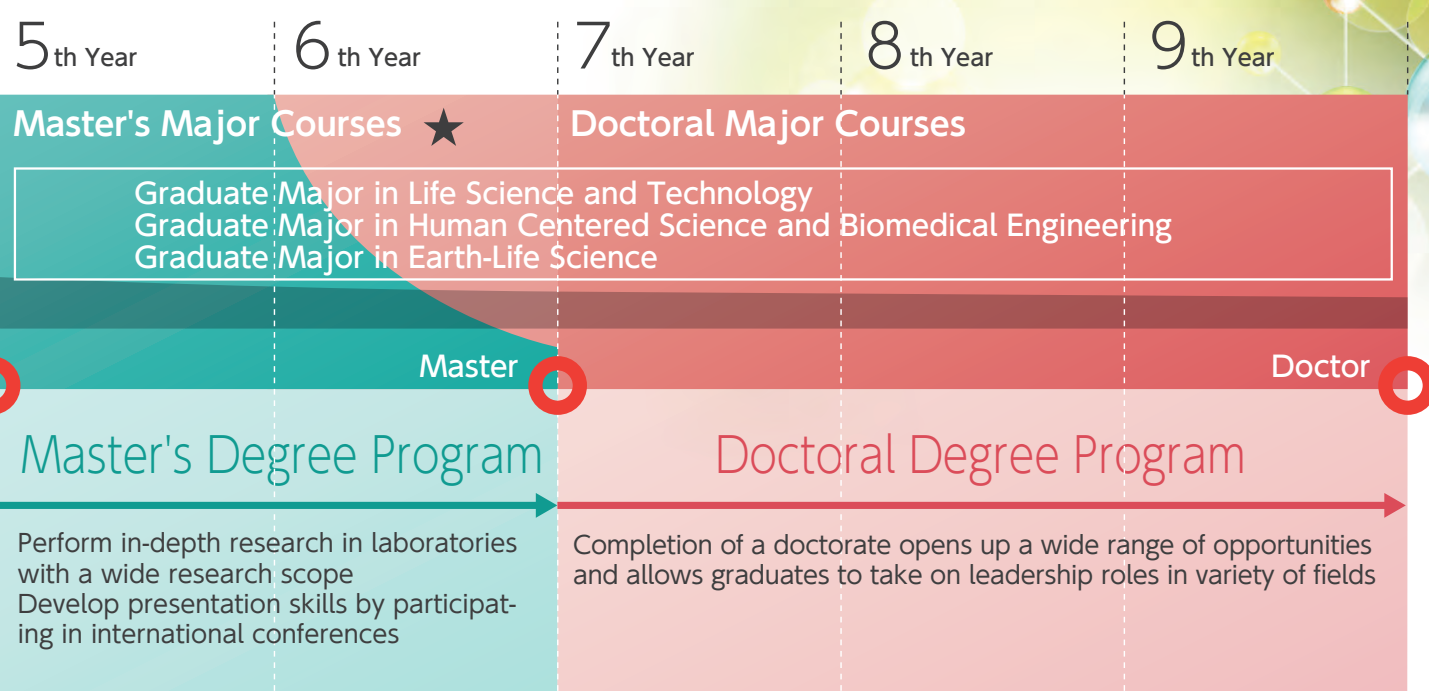 5th Year 6th Year 7th Year 8th Year 9th Year
Master's Major Courses ★ Doctoral Major Courses
Graduate Major in Life Science and Technology
Graduate Major in Human Centered Science and Biomedical Engineering
Graduate Major in Earth-Life Science
Master Doctor
Master's Degree Program Doctoral Degree Program
Perform in-depth research in laboratories
with a wide research scope
Develop presentation skills by participat-
ing in international conferences
Completion of a doctorate opens up a wide range of opportunities
and allows graduates to take on leadership roles in variety of fields